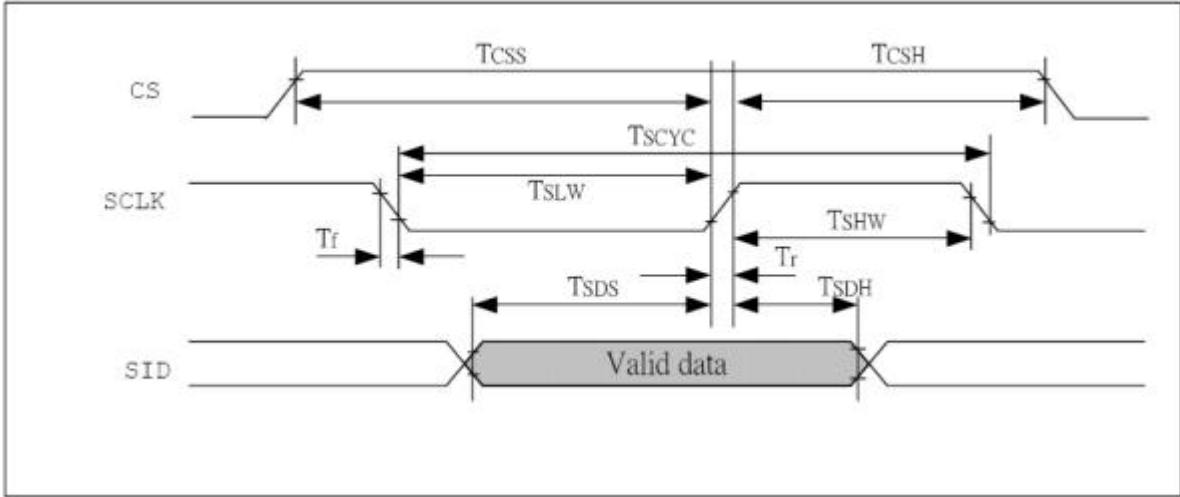 TCSS TCSH
CS
TSCYC
SCLK TSLW TSHW
Tf Tr
TSDS TSDH
SID Valid data